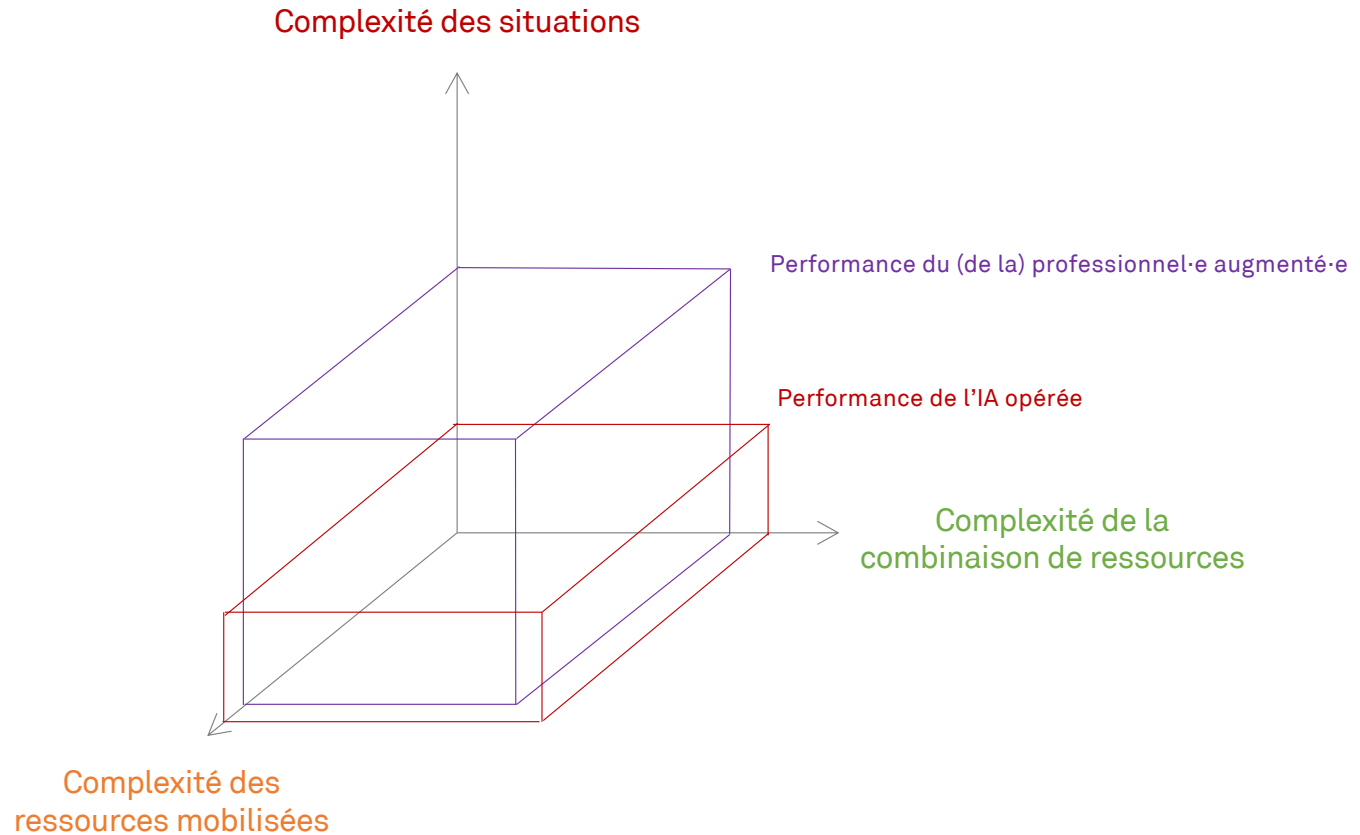 Complexité des situations
Performance du (de la) professionnel·e augmenté·e
Performance de l’IA opérée
Complexité de la
combinaison de ressources
Complexité des
ressources mobilisées